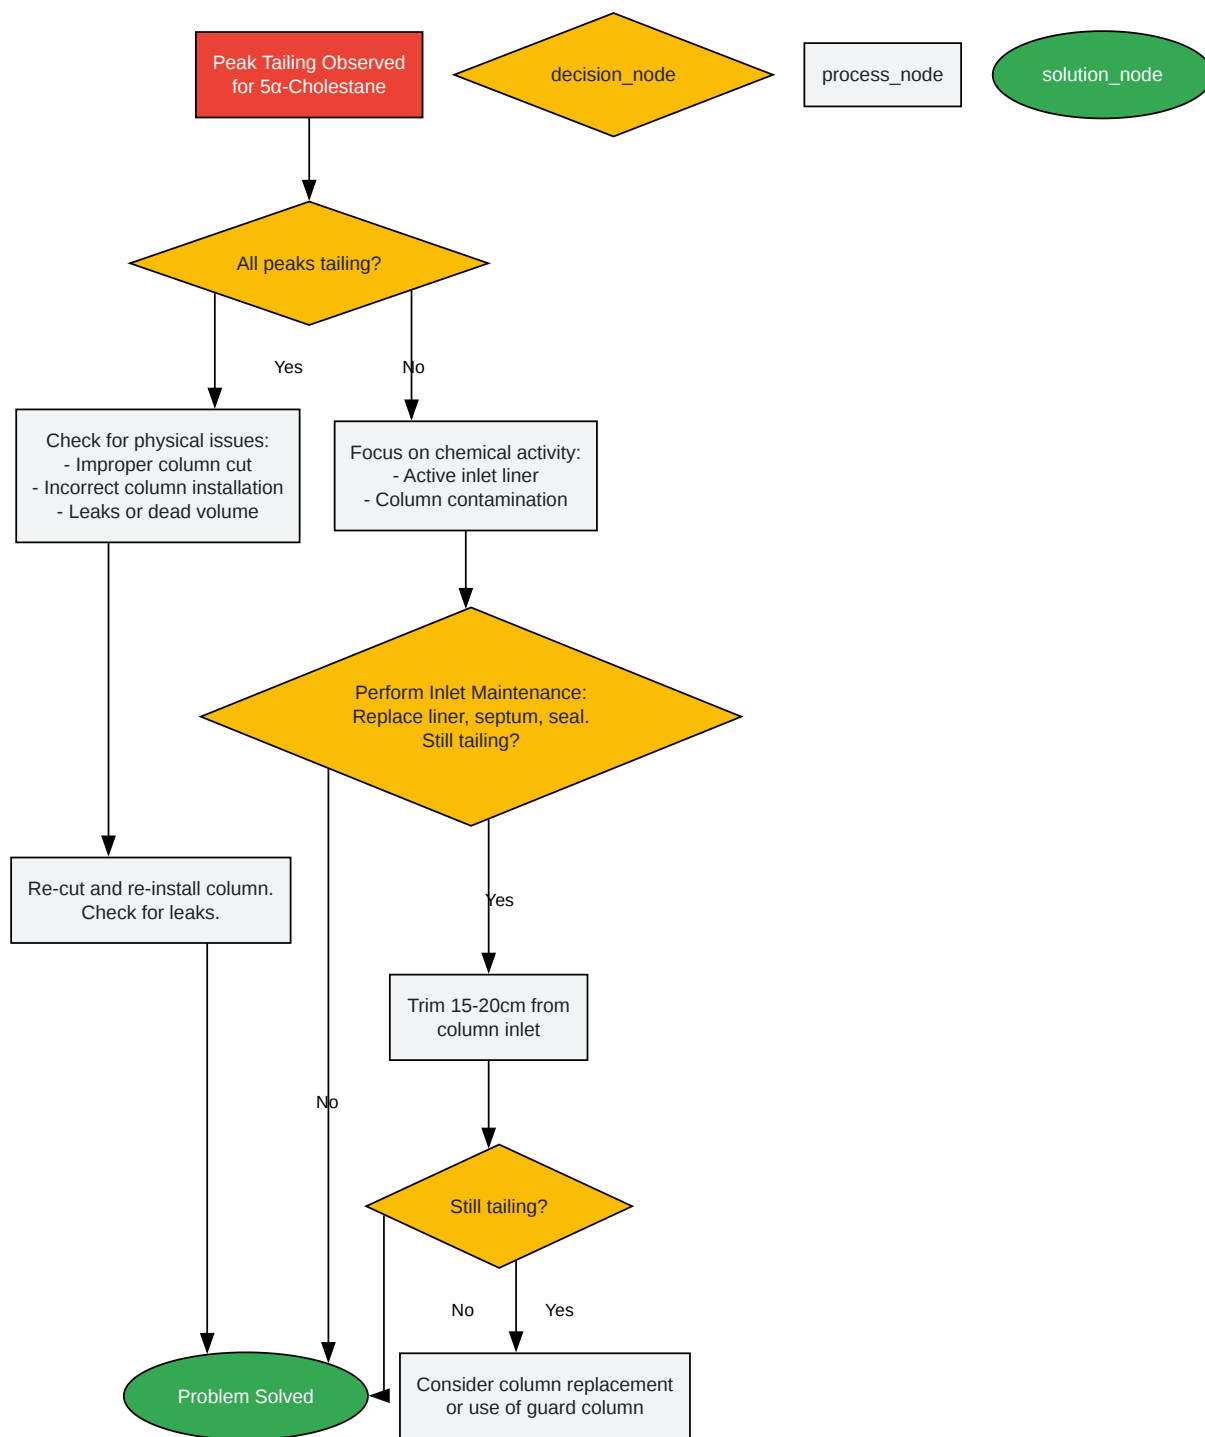 Peak Tailing Observed
for 5α-Cholestane
decision_node
process_node
solution_node
All peaks tailing?
Yes
No
Check for physical issues:
- Improper column cut
- Incorrect column installation
- Leaks or dead volume
Focus on chemical activity:
- Active inlet liner
- Column contamination
Perform Inlet Maintenance:
Replace liner, septum, seal.
Still tailing?
Re-cut and re-install column.
Check for leaks.
Yes
Trim 15-20cm from
column inlet
No
Still tailing?
No
Yes
Problem Solved
Consider column replacement
or use of guard column